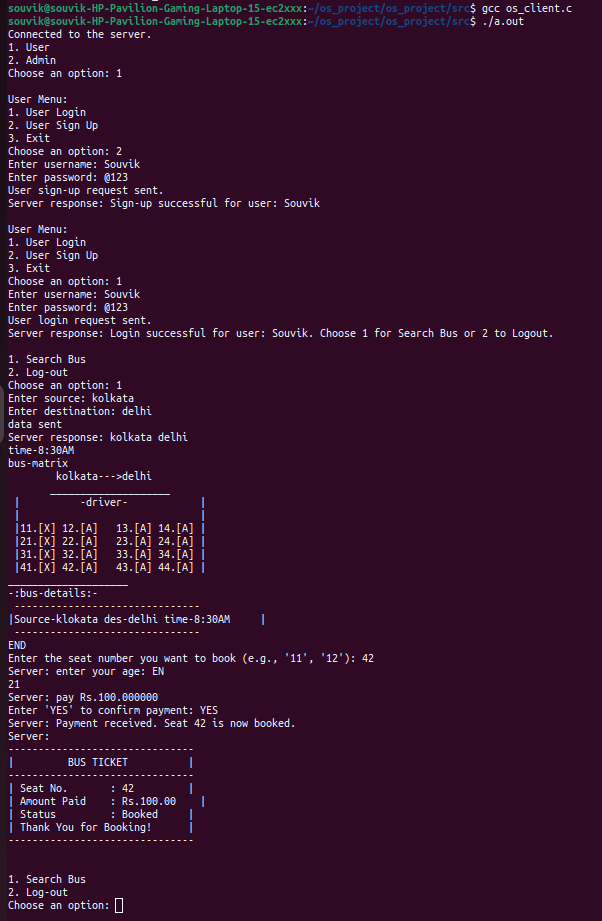 souvik@souvik-HP-Pavilion-Gaming-Laptop-15-ec2xxx:~/os_project/os_project/src$ gcc os_client.c
souvik@souvik-HP-Pavilion-Gaming-Laptop-15-ec2xxx:~/os_project/os_project/src$ ./a.out
Connected to the server.
1. User
2. Admin
Choose an option: 1

User Menu:
1. User Login
2. User Sign Up
3. Exit
Choose an option: 2
Enter username: Souvik
Enter password: @123
User sign-up request sent.
Server response: Sign-up successful for user: Souvik

User Menu:
1. User Login
2. User Sign Up
3. Exit
Choose an option: 1
Enter username: Souvik
Enter password: @123
User login request sent.
Server response: Login successful for user: Souvik. Choose 1 for Search Bus or 2 to Logout.

1. Search Bus
2. Log-out
Choose an option: 1
Enter source: kolkata
Enter destination: delhi
data sent
Server response: kolkata delhi
time-8:30AM
bus-matrix
        kolkata--->delhi
       ___________________
 |          -driver-            |
 |                              |
 |11.[X] 12.[A]   13.[A] 14.[A] |
 |21.[X] 22.[A]   23.[A] 24.[A] |
 |31.[X] 32.[A]   33.[A] 34.[A] |
 |41.[X] 42.[A]   43.[A] 44.[A] |
___________________
-:bus-details:-
 ------------------------------
|Source-klokata des-delhi time-8:30AM     |
 ------------------------------
END
Enter the seat number you want to book (e.g., '11', '12'): 42
Server: enter your age: EN
21
Server: pay Rs.100.000000
Enter 'YES' to confirm payment: YES
Server: Payment received. Seat 42 is now booked.
Server:
-------------------------------
|         BUS TICKET          |
-------------------------------
| Seat No.       : 42         |
| Amount Paid    : Rs.100.00    |
| Status         : Booked     |
| Thank You for Booking!      |
-------------------------------

1. Search Bus
2. Log-out
Choose an option: